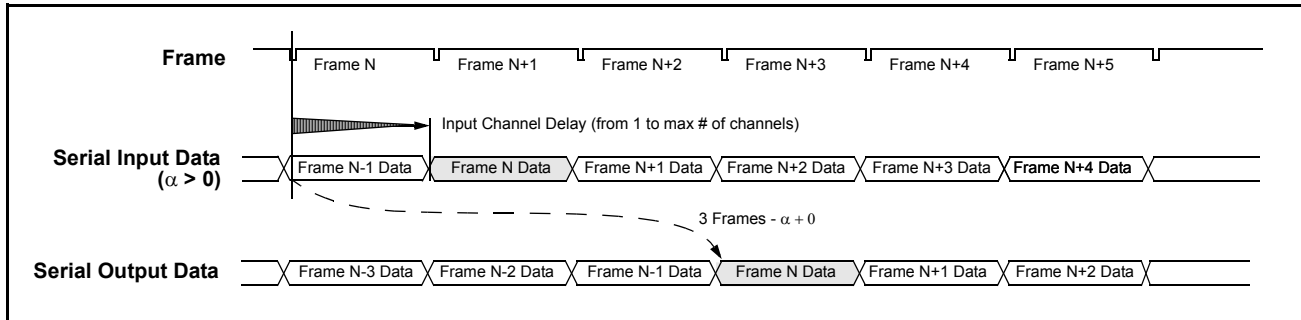 Frame
Frame N
Frame N+1
Frame N+2
Frame N+3
Frame N+4
Frame N+5
Input Channel Delay (from 1 to max # of channels)
Serial Input Data
(α > 0)
Frame N-1 Data
Frame N Data
Frame N+1 Data
Frame N+2 Data
Frame N+3 Data
Frame N+4 Data
3 Frames - α + 0
Serial Output Data
Frame N-3 Data
Frame N-2 Data
Frame N-1 Data
Frame N Data
Frame N+1 Data
Frame N+2 Data